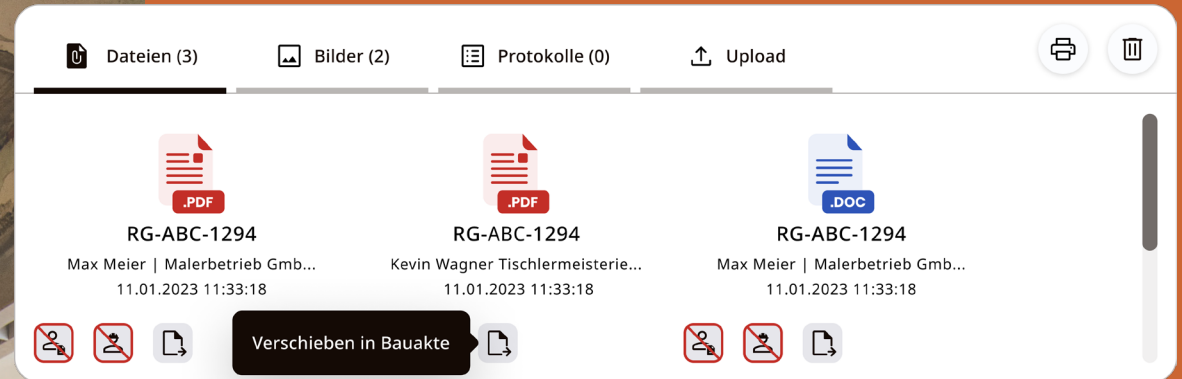 Dateien (3)
Bilder (2)
Protokolle (0)
Upload
.PDF
RG-ABC-1294
Max Meier | Malerbetrieb Gmb...
11.01.2023 11:33:18
.PDF
RG-ABC-1294
Kevin Wagner Tischlermeisterie...
11.01.2023 11:33:18
.DOC
RG-ABC-1294
Max Meier | Malerbetrieb Gmb...
11.01.2023 11:33:18
Verschieben in Bauakte